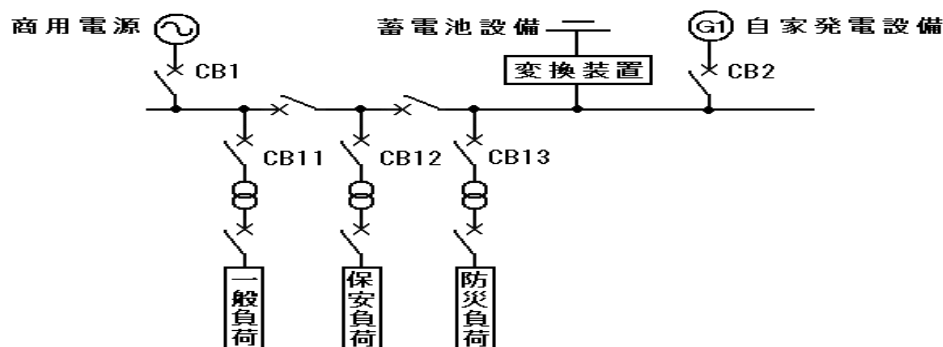 商用電源
蓄電池設備
G1
自家発電設備
CB1
変換装置
CB2
CB11
CB12
CB13
一般負荷
保安負荷
防災負荷